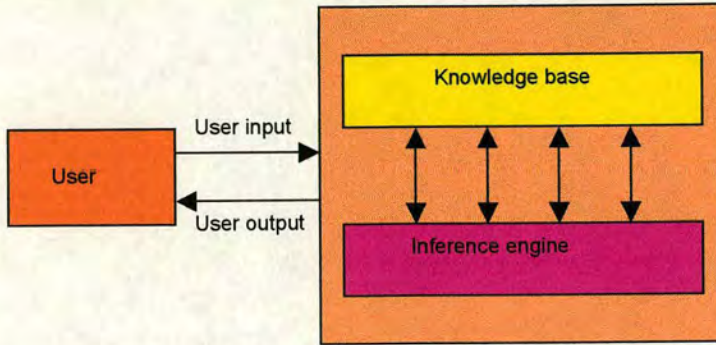 Knowledge base
User input
User
User output
Inference engine